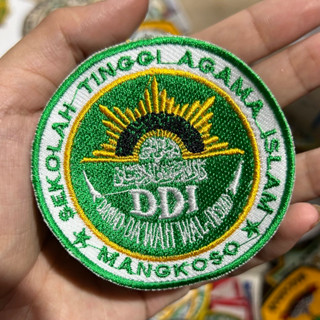 SEKOLAH TINGGI AGAMA ISLAM
DDI
DARUD DA'WAH WAL-IRSYAD
MANGKOSO